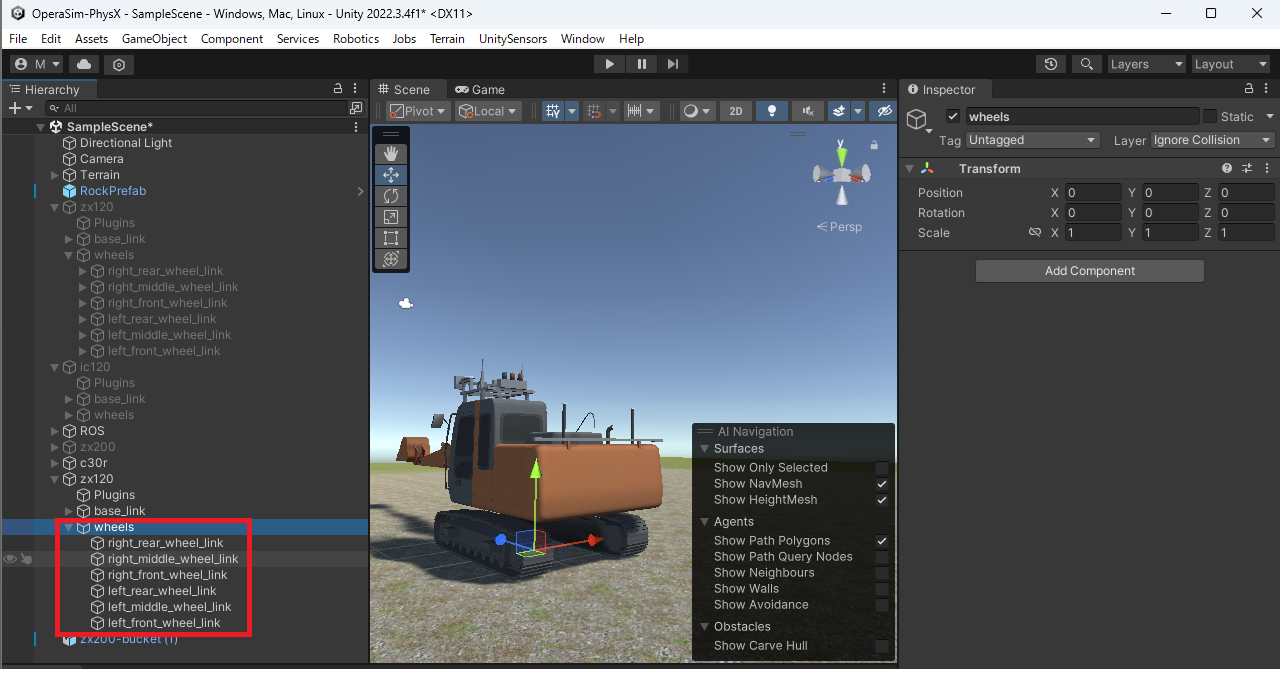 OperaSim-PhysX - SampleScene - Windows, Mac, Linux - Unity 2022.3.4f1* <DX11>
File Edit Assets GameObject Component Services Robotics Jobs Terrain UnitySensors Window Help
M Layers Layout
Hierarchy
All
SampleScene*
Directional Light
Camera
Terrain
RockPrefab
zx120
Plugins
base_link
wheels
right_rear_wheel_link
right_middle_wheel_link
right_front_wheel_link
left_rear_wheel_link
left_middle_wheel_link
left_front_wheel_link
ic120
Plugins
base_link
wheels
ROS
zx200
c30r
zx120
Plugins
base_link
wheels
right_rear_wheel_link
right_middle_wheel_link
right_front_wheel_link
left_rear_wheel_link
left_middle_wheel_link
left_front_wheel_link
zx200-bucket (1)
Scene Game
Pivot Local 2D
y
Persp
AI Navigation
Surfaces
Show Only Selected
Show NavMesh
Show HeightMesh
Agents
Show Path Polygons
Show Path Query Nodes
Show Neighbours
Show Walls
Show Avoidance
Obstacles
Show Carve Hull
Inspector
wheels Static
Tag Untagged Layer Ignore Collision
Transform
Position X 0 Y 0 Z 0
Rotation X 0 Y 0 Z 0
Scale X 1 Y 1 Z 1
Add Component